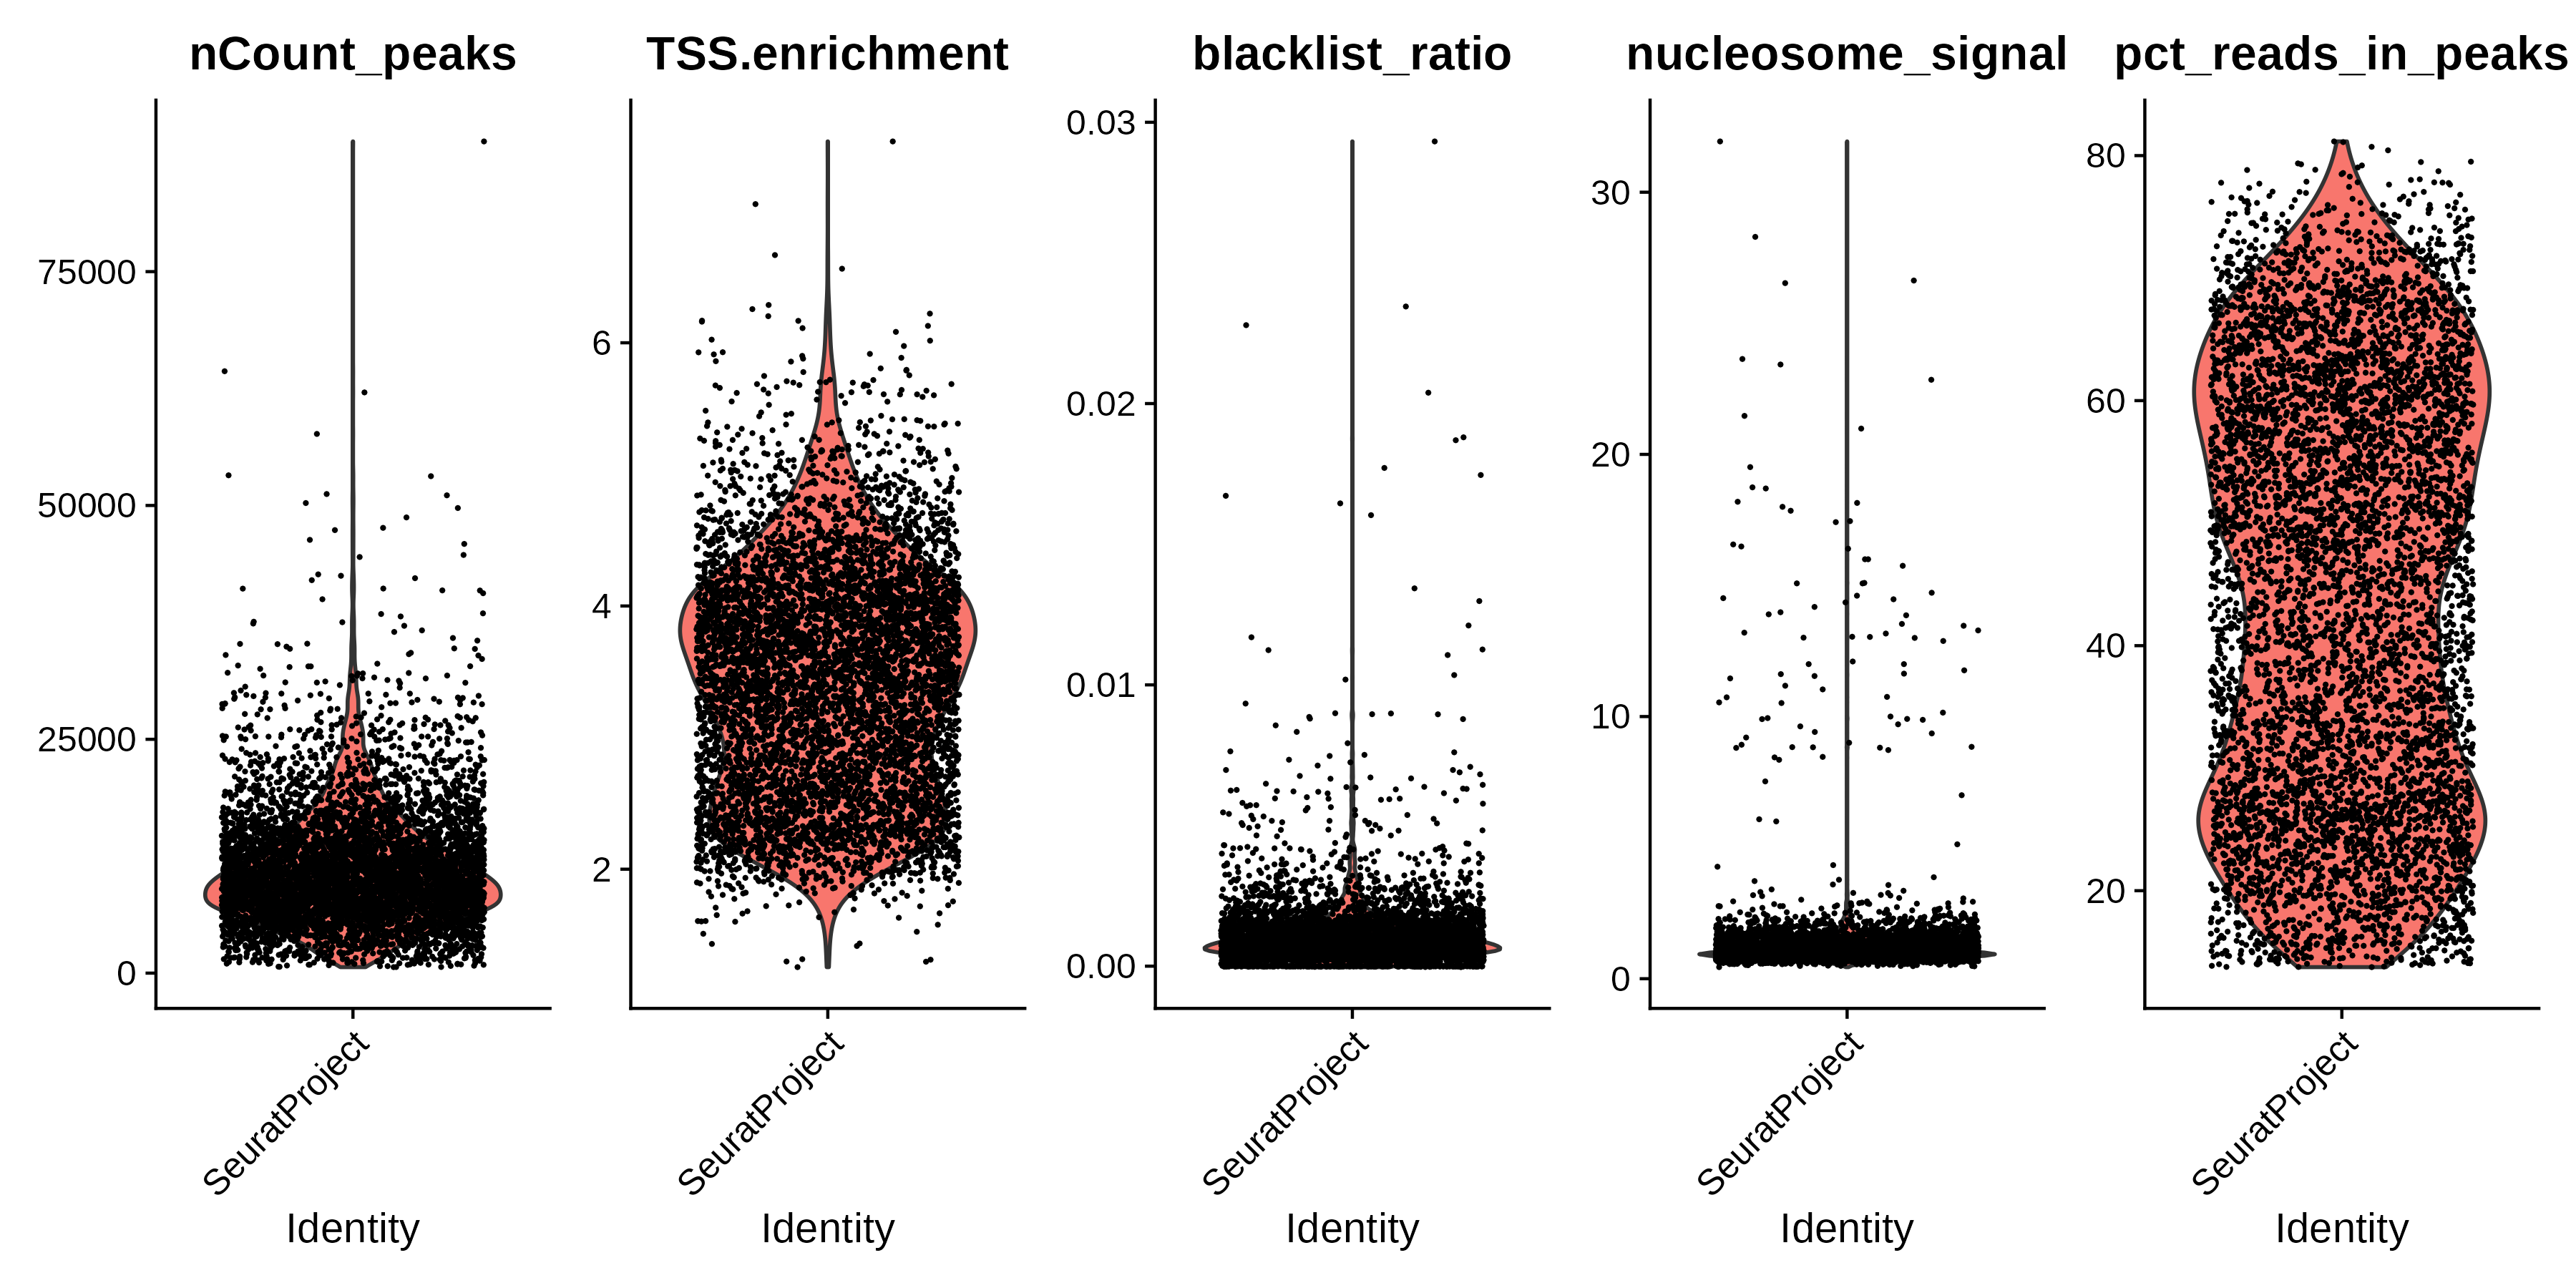 nCount_peaks
75000
50000
25000
0
SeuratProject
Identity
TSS.enrichment
6
4
2
SeuratProject
Identity
blacklist_ratio
0.03
0.02
0.01
0.00
SeuratProject
Identity
nucleosome_signal
30
20
10
0
SeuratProject
Identity
pct_reads_in_peaks
80
60
40
20
SeuratProject
Identity